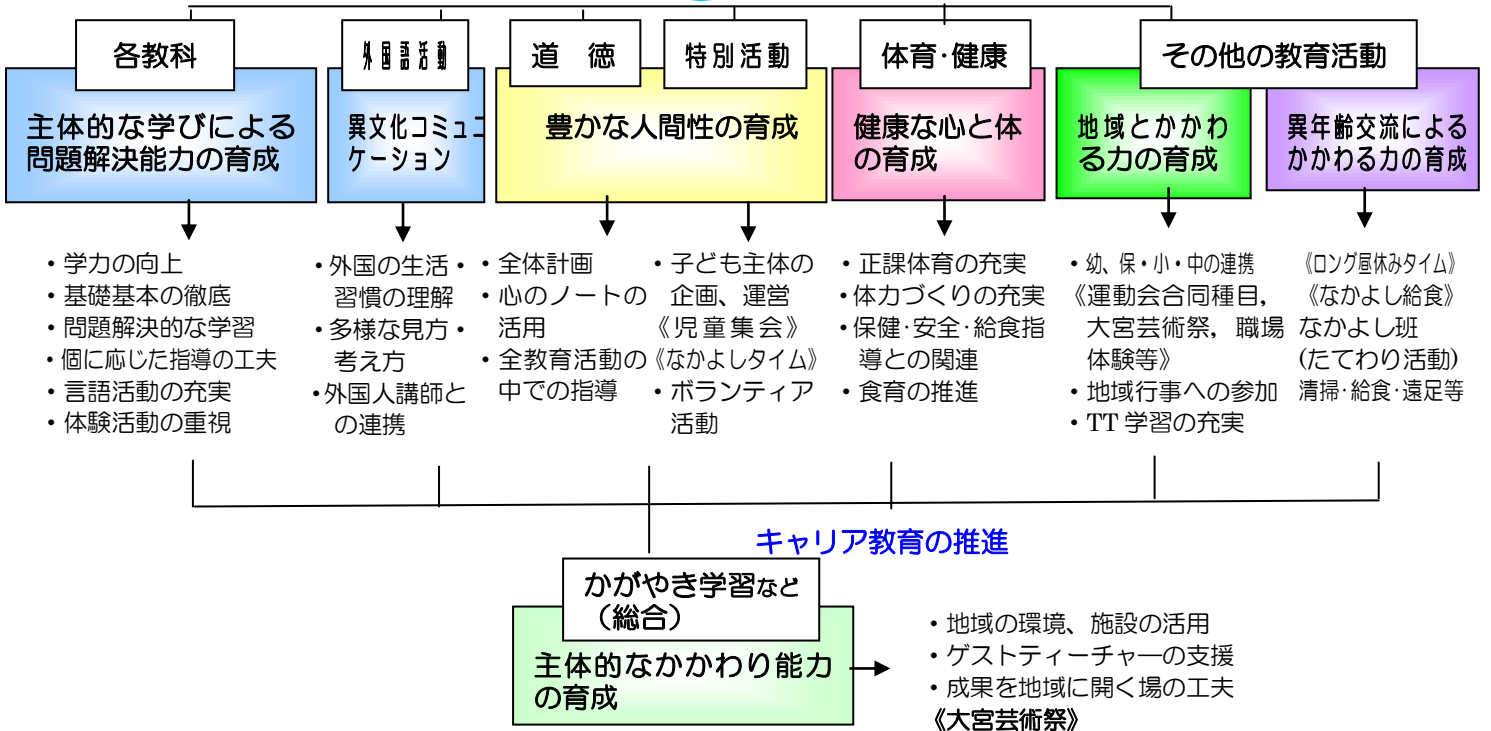 各教科
外国語活動
道　徳
特別活動
体育･健康
その他の教育活動
主体的な学びによる
問題解決能力の育成
異文化コミュニ
ケーション
豊かな人間性の育成
健康な心と体
の育成
地域とかかわ
る力の育成
異年齢交流による
かかわる力の育成
・学力の向上
・基礎基本の徹底
・問題解決的な学習
・個に応じた指導の工夫
・言語活動の充実
・体験活動の重視
・外国の生活・
習慣の理解
・多様な見方・
考え方
・外国人講師と
の連携
・全体計画
・心のノートの
活用
・全教育活動の
中での指導
・子ども主体の
企画、運営
《児童集会》
《なかよしタイム》
・ボランティア
活動
・正課体育の充実
・体力づくりの充実
・保健･安全･給食指
導との関連
・食育の推進
・幼、保・小・中の連携
《運動会合同種目，
大宮芸術祭，職場
体験等》
・地域行事への参加
・TT 学習の充実
《ロング昼休みタイム》
《なかよし給食》
なかよし班
(たてわり活動)
清掃･給食･遠足等
キャリア教育の推進
かがやき学習など
（総合）
主体的なかかわり能力
の育成
・地域の環境、施設の活用
・ゲストティーチャ―の支援
・成果を地域に開く場の工夫
《大宮芸術祭》